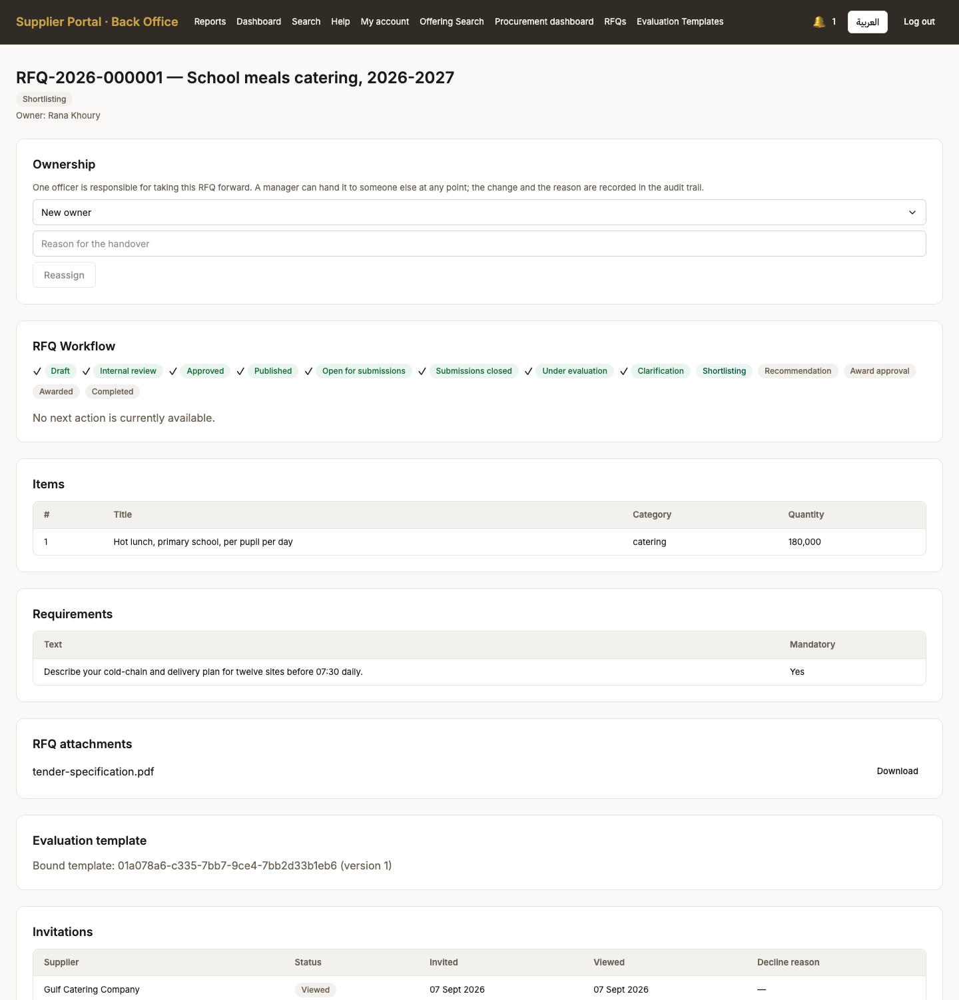 Supplier Portal · Back Office
Reports
Dashboard
Search
Help
My account
Offering Search
Procurement dashboard
RFQs
Evaluation Templates
1
العربية
Log out
RFQ-2026-000001 — School meals catering, 2026-2027
Shortlisting
Owner: Rana Khoury
Ownership
One officer is responsible for taking this RFQ forward. A manager can hand it to someone else at any point; the change and the reason are recorded in the audit trail.
New owner
Reason for the handover
Reassign
RFQ Workflow
✓ Draft ✓ Internal review ✓ Approved ✓ Published ✓ Open for submissions ✓ Submissions closed ✓ Under evaluation ✓ Clarification Shortlisting Recommendation Award approval
Awarded Completed
No next action is currently available.
Items
# Title Category Quantity
1 Hot lunch, primary school, per pupil per day catering 180,000
Requirements
Text Mandatory
Describe your cold-chain and delivery plan for twelve sites before 07:30 daily. Yes
RFQ attachments
tender-specification.pdf Download
Evaluation template
Bound template: 01a078a6-c335-7bb7-9ce4-7bb2d33b1eb6 (version 1)
Invitations
Supplier Status Invited Viewed Decline reason
Gulf Catering Company Viewed 07 Sept 2026 07 Sept 2026 —